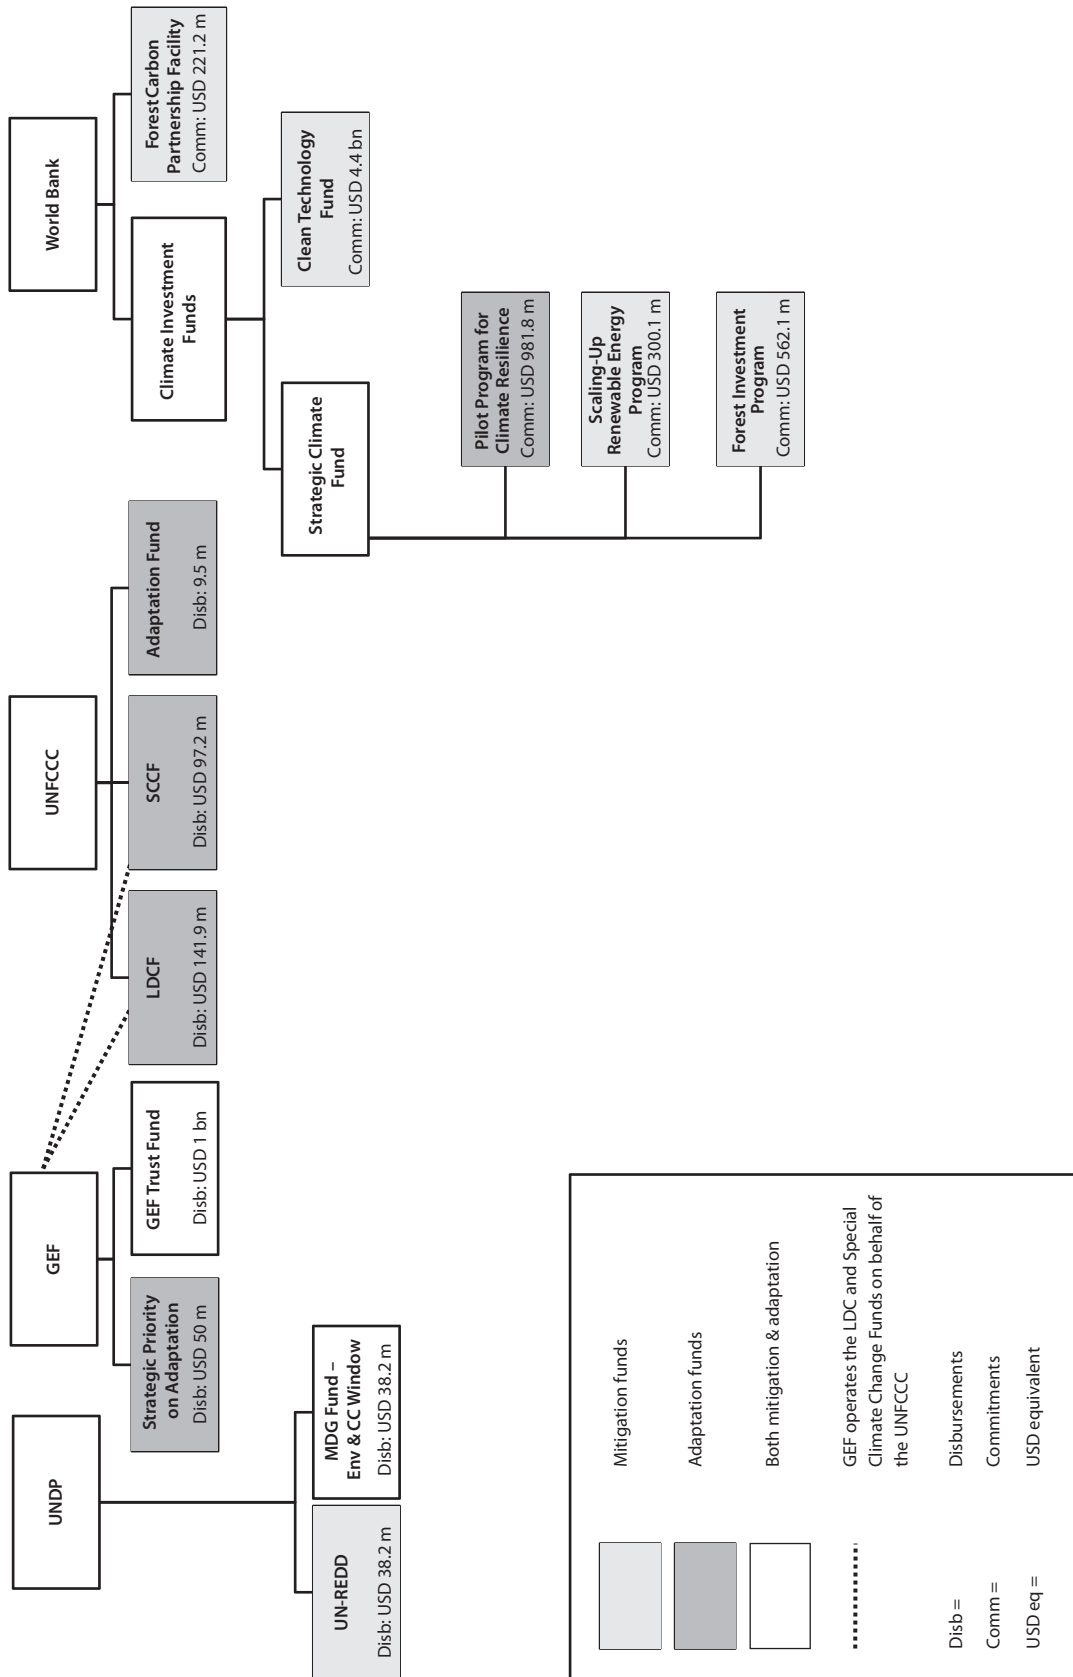 UNDP
UN-REDD
Disb: USD 38.2 m
MDG Fund –
Env & CC Window
Disb: USD 38.2 m
GEF
Strategic Priority
on Adaptation
Disb: USD 50 m
GEF Trust Fund
Disb: USD 1 bn
UNFCCC
LDCF
Disb: USD 141.9 m
SCCF
Disb: USD 97.2 m
Adaptation Fund
Disb: 9.5 m
World Bank
Climate Investment
Funds
Forest Carbon
Partnership Facility
Comm: USD 221.2 m
Strategic Climate
Fund
Clean Technology
Fund
Comm: USD 4.4 bn
Pilot Program for
Climate Resilience
Comm: USD 981.8 m
Scaling-Up
Renewable Energy
Program
Comm: USD 300.1 m
Forest Investment
Program
Comm: USD 562.1 m
Mitigation funds
Adaptation funds
Both mitigation & adaptation
GEF operates the LDC and Special
Climate Change Funds on behalf of
the UNFCCC
Disb = Disbursements
Comm = Commitments
USD eq = USD equivalent